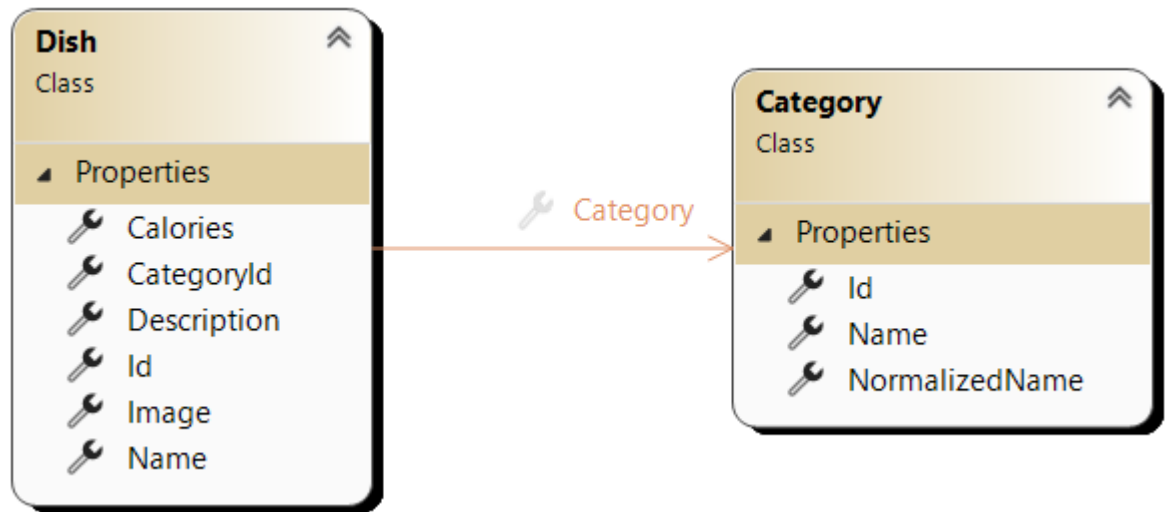 Dish
Class
Properties
Calories
CategoryId
Description
Id
Image
Name
Category
Category
Class
Properties
Id
Name
NormalizedName